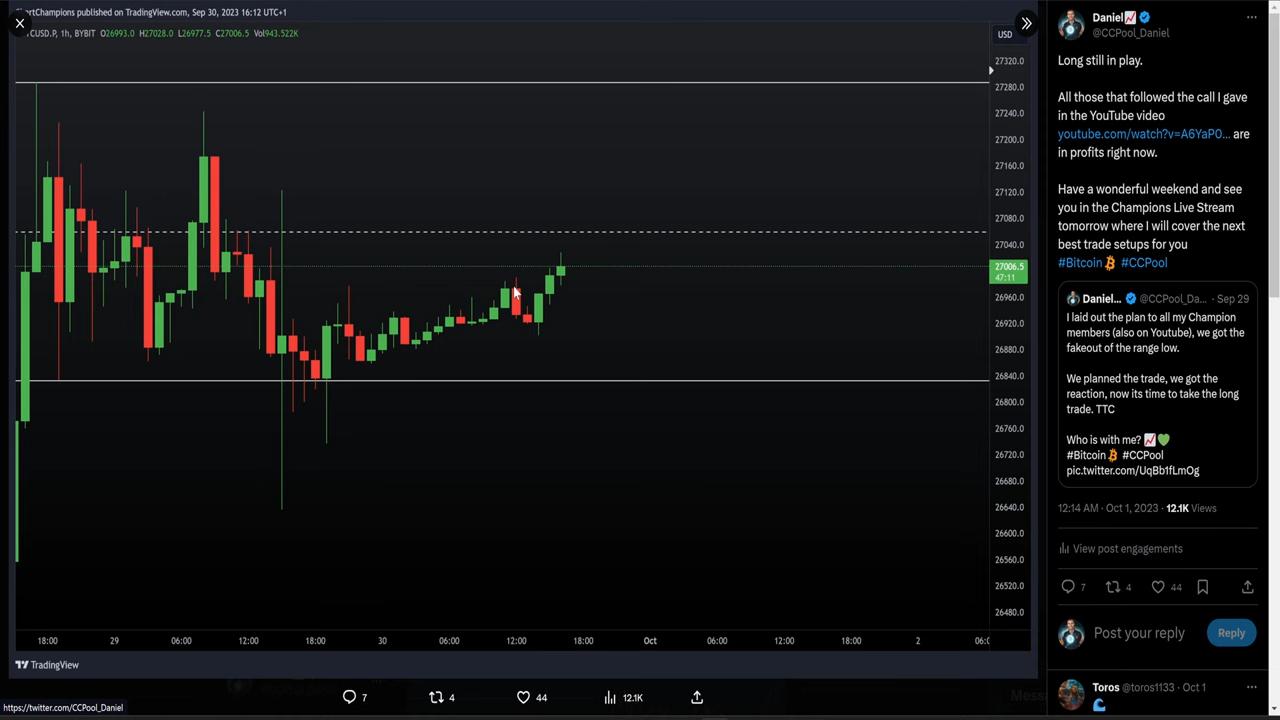 ChartChampions published on TradingView.com, Sep 30, 2023 16:12 UTC+1
TCUSD.P, 1h, BYBIT O26993.0 H27028.0 L26977.5 C27006.5 Vol943.522K
USD
27320.0
27280.0
27240.0
27200.0
27160.0
27120.0
27080.0
27040.0
27006.5
47:11
26960.0
26920.0
26880.0
26840.0
26800.0
26760.0
26720.0
26680.0
26640.0
26600.0
26560.0
26520.0
26480.0
18:00 29 06:00 12:00 18:00 30 06:00 12:00 18:00 Oct 06:00 12:00 18:00 2 06:0
TradingView
7 4 44 12.1K
https://twitter.com/CCPool_Daniel
Daniel
@CCPool_Daniel
Long still in play.
All those that followed the call I gave
in the YouTube video
youtube.com/watch?v=A6YaP0... are
in profits right now.
Have a wonderful weekend and see
you in the Champions Live Stream
tomorrow where I will cover the next
best trade setups for you
#Bitcoin #CCPool
Daniel... @CCPool_Da... · Sep 29
I laid out the plan to all my Champion
members (also on Youtube), we got the
fakeout of the range low.
We planned the trade, we got the
reaction, now its time to take the long
trade. TTC
Who is with me?
#Bitcoin #CCPool
pic.twitter.com/UqBb1fLmOg
12:14 AM · Oct 1, 2023 · 12.1K Views
View post engagements
7 4 44
Post your reply
Reply
Toros @toros1133 · Oct 1